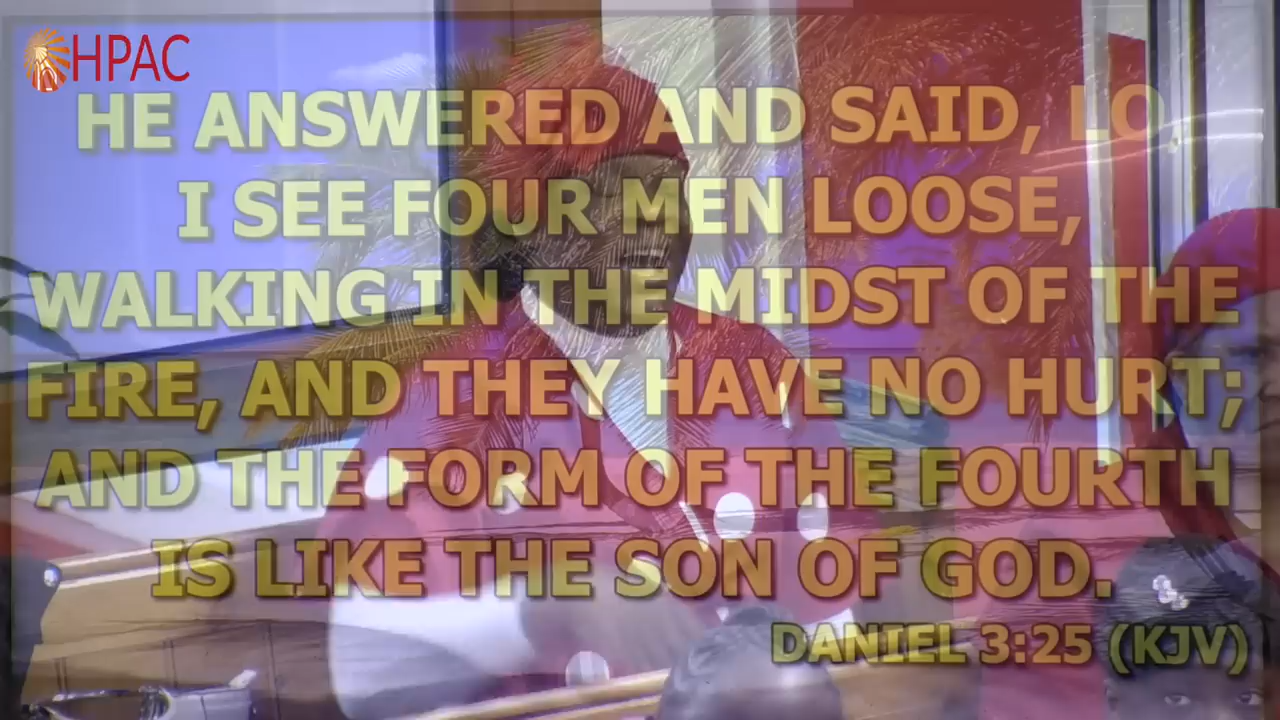 HPAC
HE ANSWERED AND SAID, LO,
I SEE FOUR MEN LOOSE,
WALKING IN THE MIDST OF THE
FIRE, AND THEY HAVE NO HURT;
AND THE FORM OF THE FOURTH
IS LIKE THE SON OF GOD.
DANIEL 3:25 (KJV)